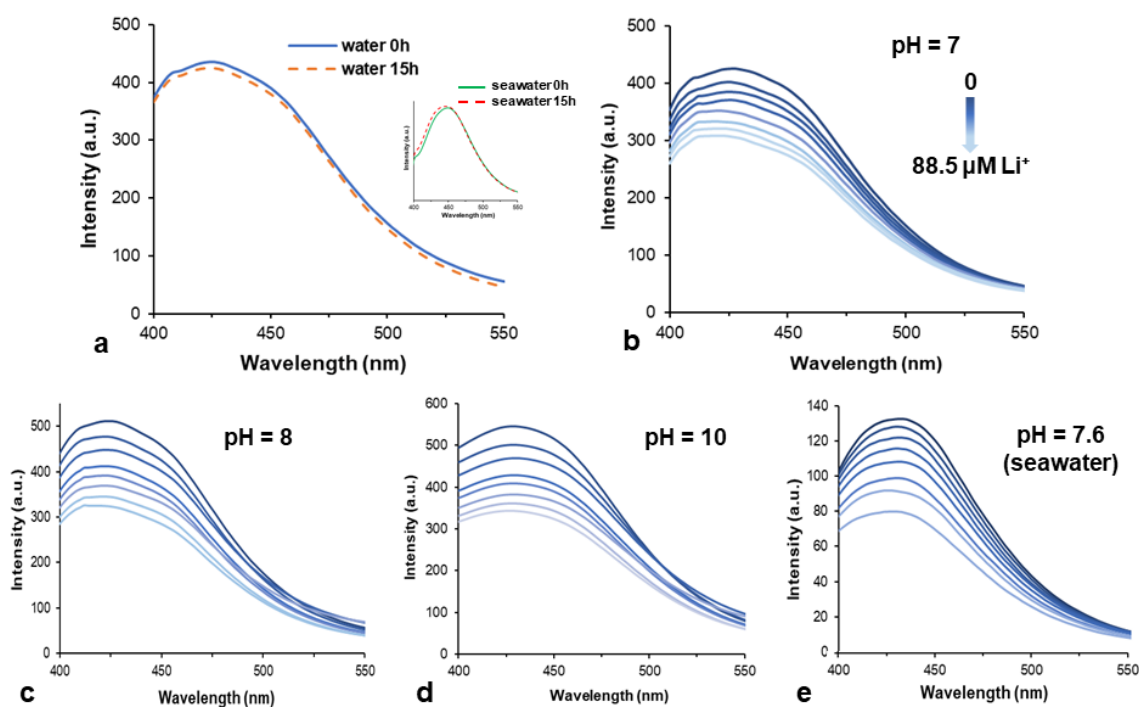 500
400
300
200
100
0
Intensity (a.u.)
400
450
500
550
Wavelength (nm)
water 0h
water 15h
seawater 0h
seawater 15h
Intensity (a.u.)
400
450
500
550
Wavelength (nm)
a
500
400
300
200
100
0
Intensity (a.u.)
400
450
500
550
Wavelength (nm)
pH = 7
0
88.5 µM Li⁺
b
500
400
300
200
100
0
Intensity (a.u.)
400
450
500
550
Wavelength (nm)
pH = 8
c
600
500
400
300
200
100
0
Intensity (a.u.)
400
450
500
550
Wavelength (nm)
pH = 10
d
140
120
100
80
60
40
20
0
Intensity (a.u.)
400
450
500
550
Wavelength (nm)
pH = 7.6
(seawater)
e